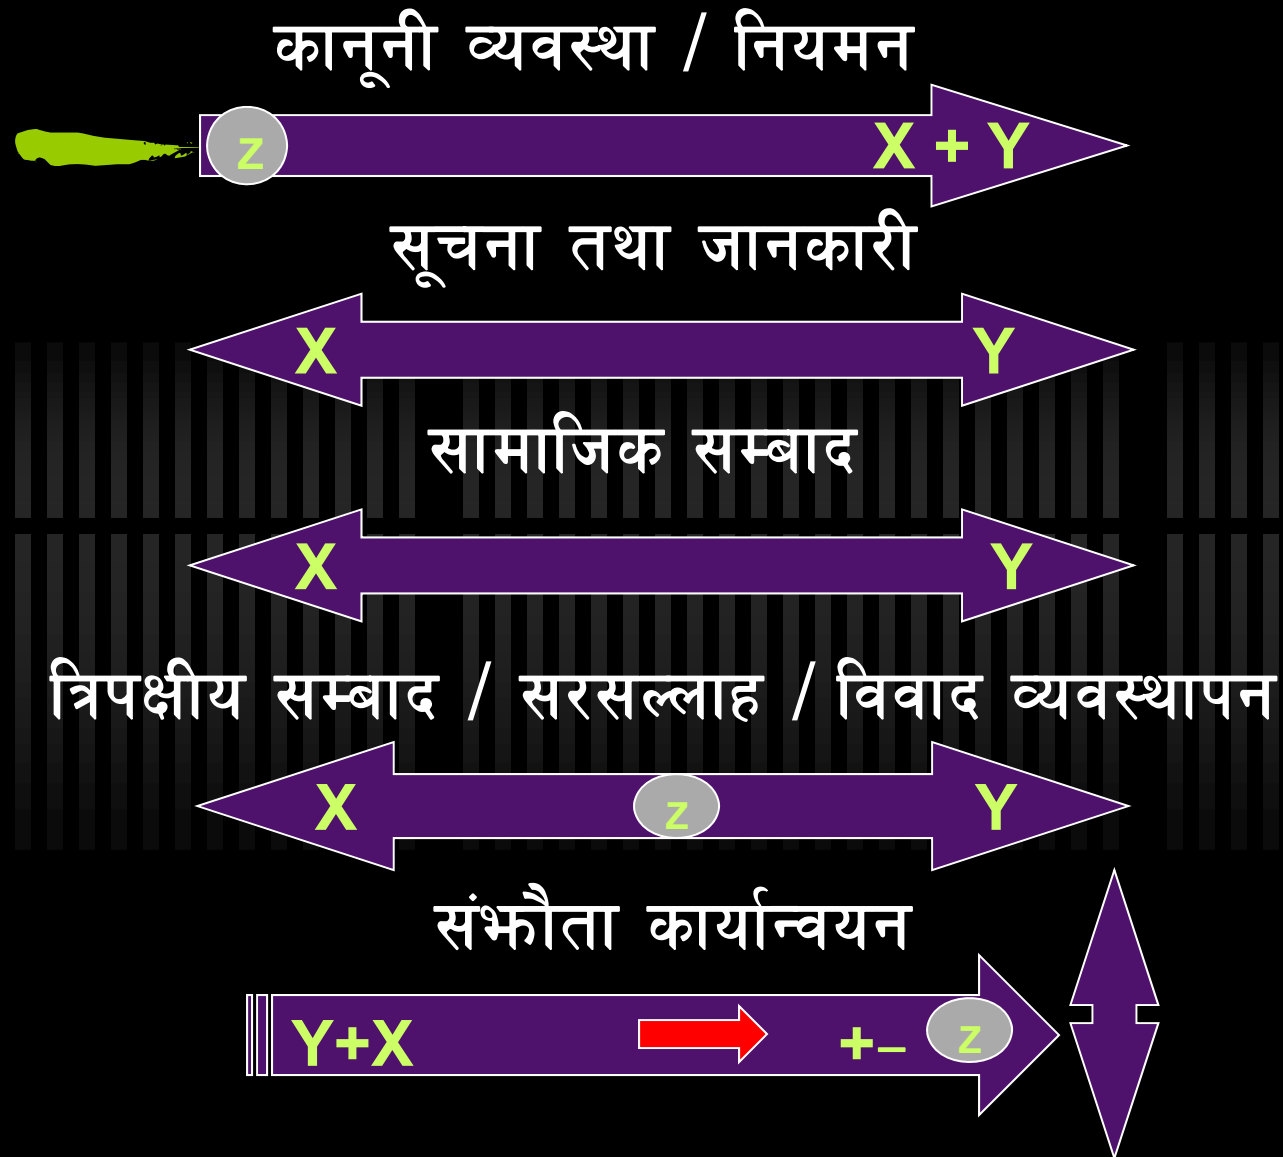 कानूनी व्यवस्था / नियमन
Z X + Y
सूचना तथा जानकारी
X Y
सामाजिक सम्बाद
X Y
त्रिपक्षीय सम्बाद / सरसल्लाह / विवाद व्यवस्थापन
X Z Y
संझौता कार्यान्वयन
Y+X +− Z